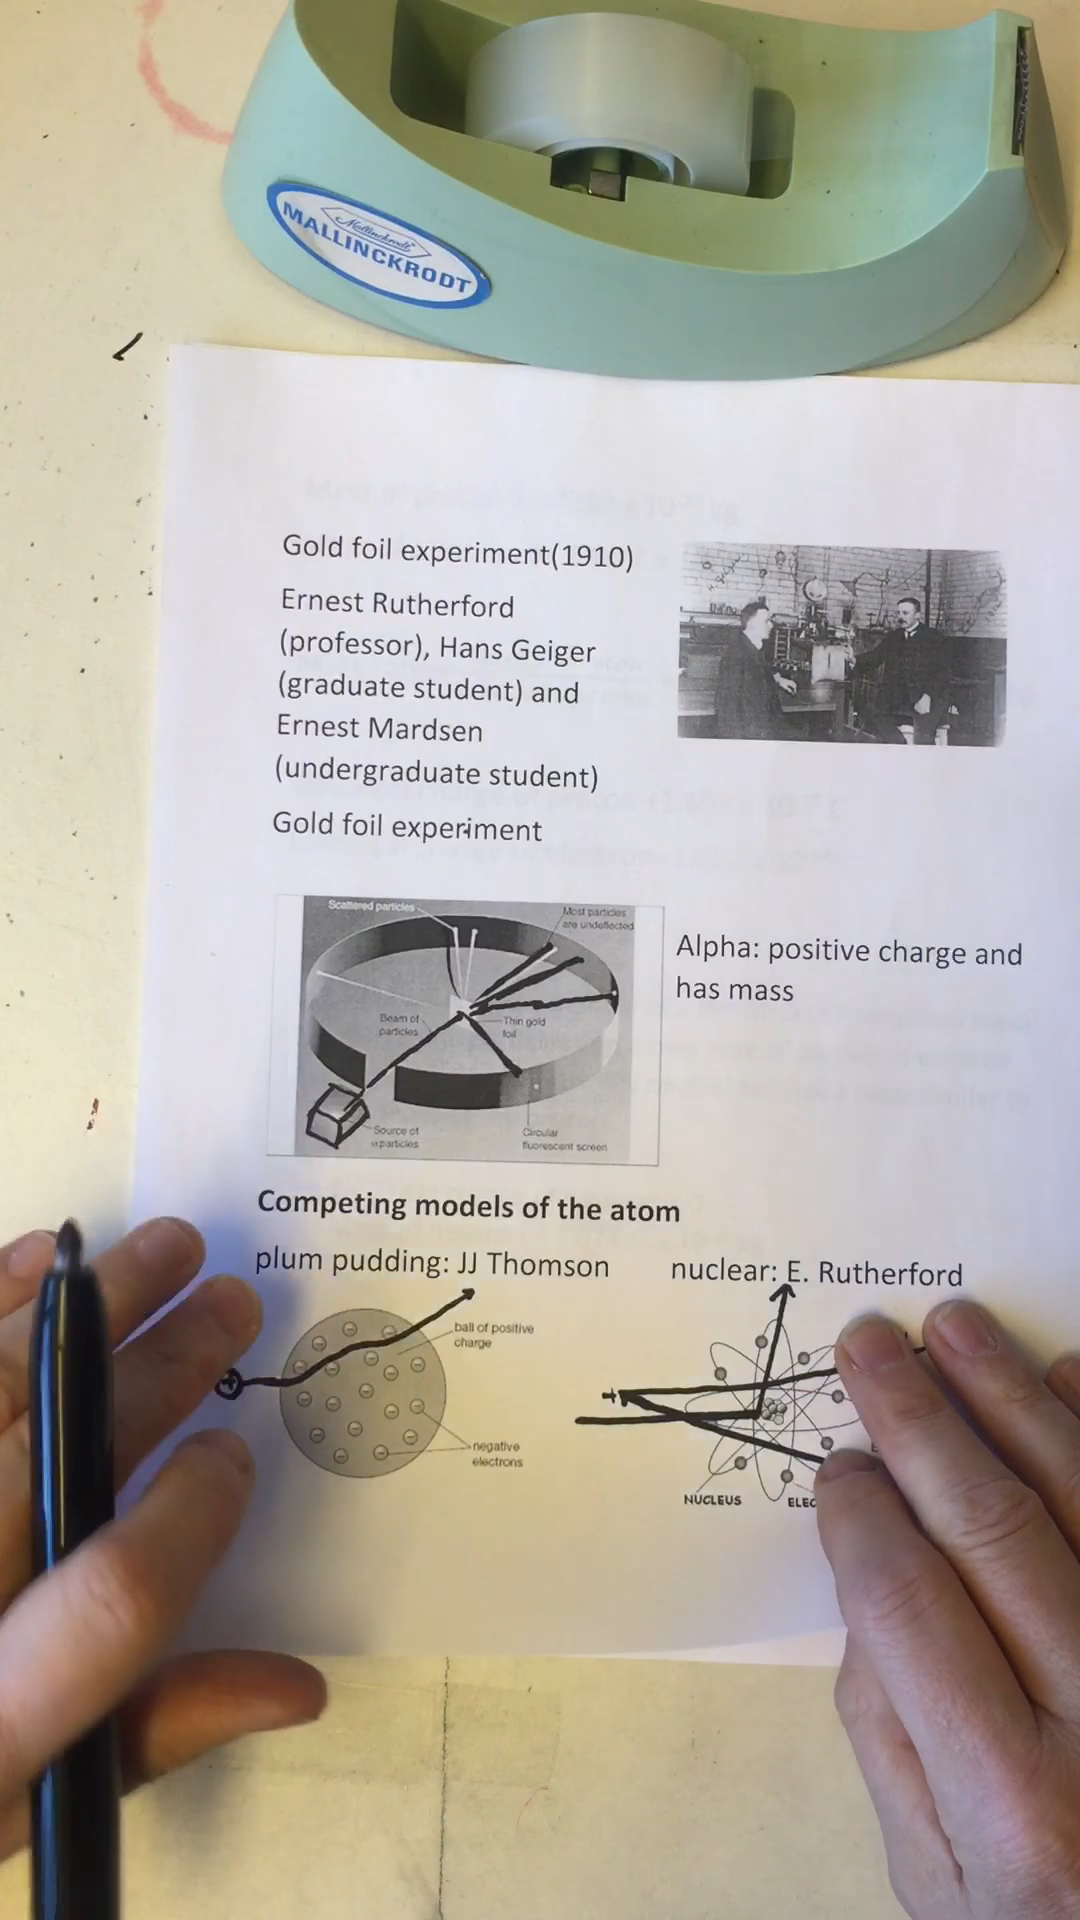 Mallinckrodt
MALLINCKRODT
Gold foil experiment(1910)
Ernest Rutherford
(professor), Hans Geiger
(graduate student) and
Ernest Mardsen
(undergraduate student)
Gold foil experiment
Scattered particles
Most particles
are undeflected
Beam of
particles
Thin gold
foil
Source of
α particles
Circular
fluorescent screen
Alpha: positive charge and
has mass
Competing models of the atom
plum pudding: JJ Thomson
nuclear: E. Rutherford
ball of positive
charge
negative
electrons
+
+
NUCLEUS
ELEC